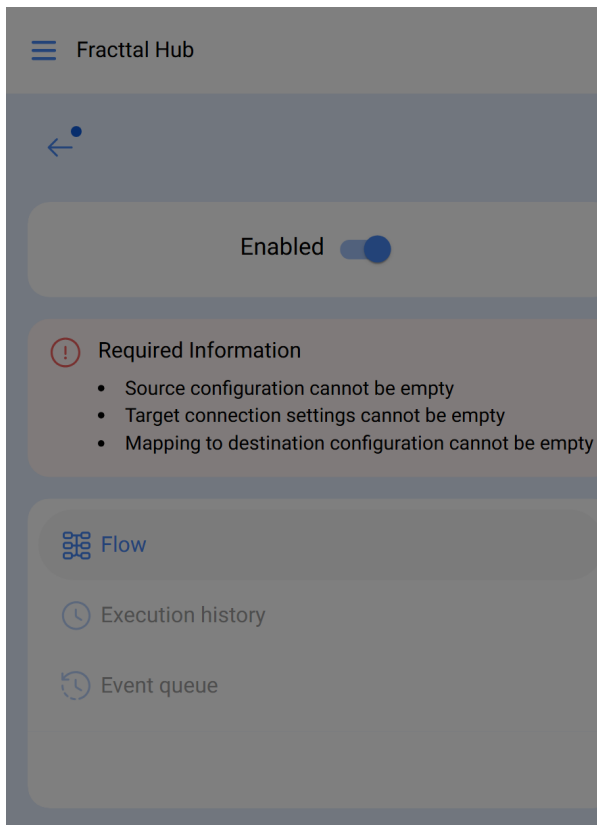 Fracttal Hub
Enabled
Required Information
Source configuration cannot be empty
Target connection settings cannot be empty
Mapping to destination configuration cannot be empty
Flow
Execution history
Event queue